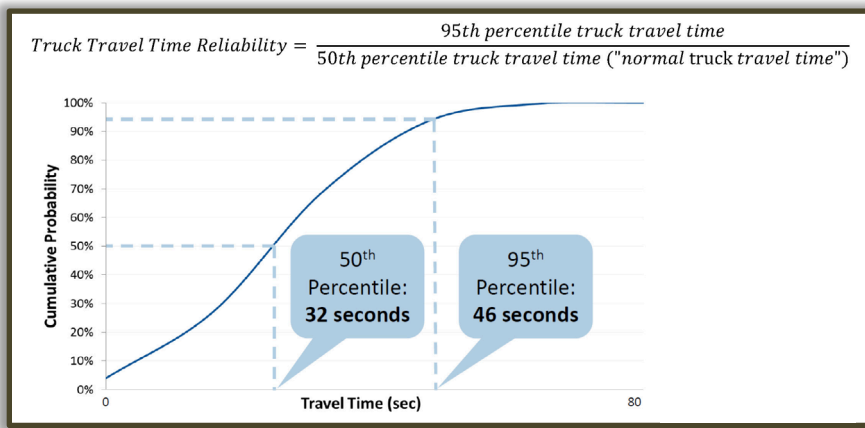 Truck Travel Time Reliability = 95th percentile truck travel time / 50th percentile truck travel time ("normal truck travel time")
100%
90%
80%
70%
60%
50%
40%
30%
20%
10%
0%
Cumulative Probability
50th
Percentile:
32 seconds
95th
Percentile:
46 seconds
0
Travel Time (sec)
80